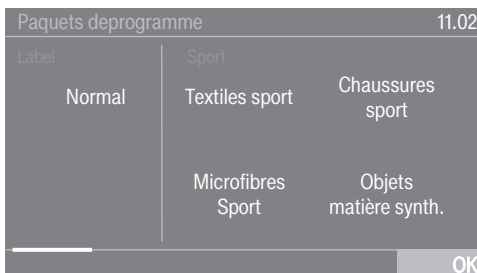 Paquets deprogramme 11.02
Label Sport
Normal Textiles sport Chaussures
sport
Microfibres
Sport
Objets
matière synth.
OK